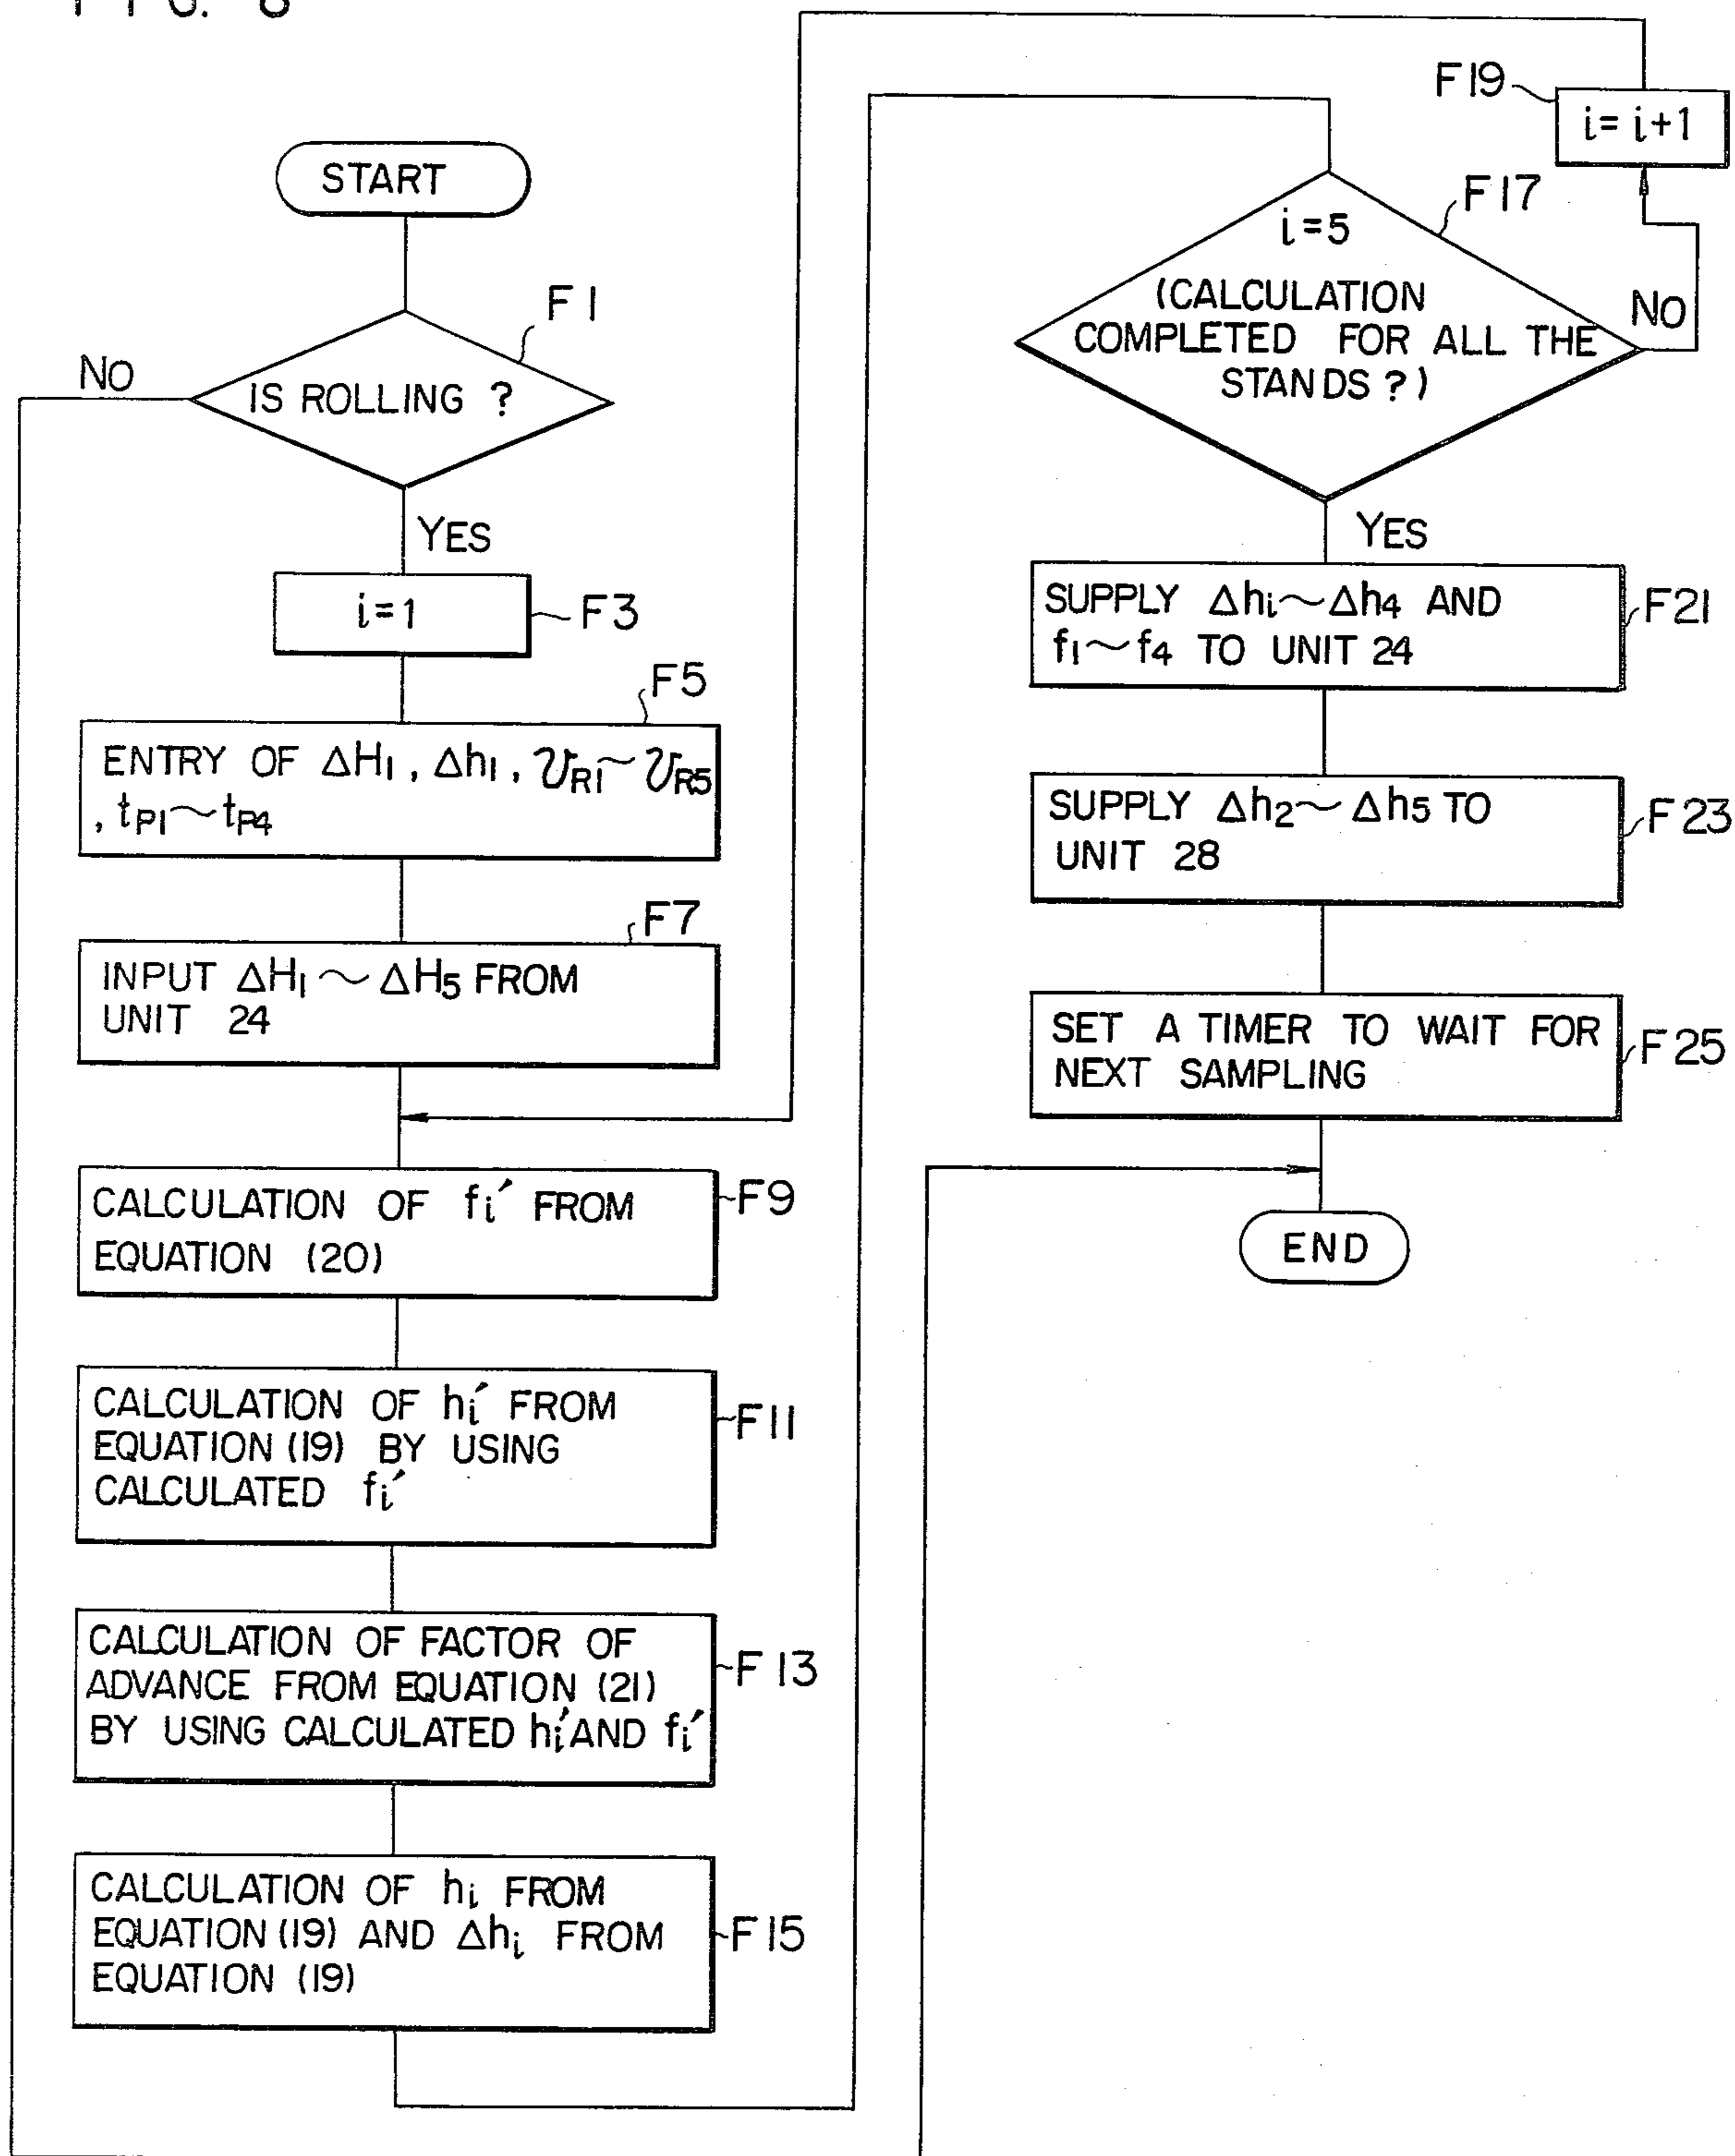 FIG. 8
START
F1
NO
IS ROLLING ?
YES
i=1
F3
F5
ENTRY OF ΔH1, Δh1, vR1~vR5
, tP1~tP4
F7
INPUT ΔH1~ΔH5 FROM
UNIT 24
CALCULATION OF fi′ FROM
EQUATION (20)
F9
CALCULATION OF hi′ FROM
EQUATION (19) BY USING
CALCULATED fi′
F11
CALCULATION OF FACTOR OF
ADVANCE FROM EQUATION (21)
BY USING CALCULATED hi′ AND fi′
F13
CALCULATION OF hi FROM
EQUATION (19) AND Δhi FROM
EQUATION (19)
F15
F19
i=i+1
F17
i=5
(CALCULATION
COMPLETED FOR ALL THE
STANDS ?)
NO
YES
SUPPLY Δhi~Δh4 AND
f1~f4 TO UNIT 24
F21
SUPPLY Δh2~Δh5 TO
UNIT 28
F23
SET A TIMER TO WAIT FOR
NEXT SAMPLING
F25
END